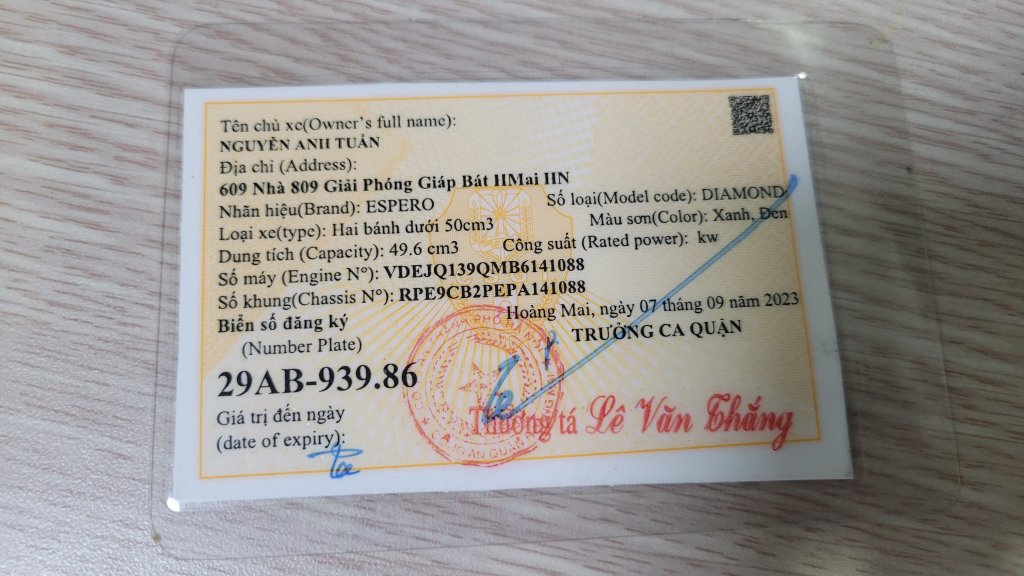 Tên chủ xe(Owner's full name):
NGUYỄN ANH TUẤN
Địa chỉ (Address):
609 Nhà 809 Giải Phóng Giáp Bát HMai HN
Nhãn hiệu(Brand): ESPERO
Số loại(Model code): DIAMOND,
Loại xe(type): Hai bánh dưới 50cm3
Màu sơn(Color): Xanh, Đen
Dung tích (Capacity): 49.6 cm3
Công suất (Rated power): kw
Số máy (Engine N°): VDEJQ139QMB6141088
Số khung(Chassis N°): RPE9CB2PEPA141088
Hoàng Mai, ngày 07 tháng 09 năm 2023
Biển số đăng ký
TRƯỞNG CA QUẬN
(Number Plate)
29AB-939.86
Giá trị đến ngày
Thượng tá Lê Văn Thắng
(date of expiry):